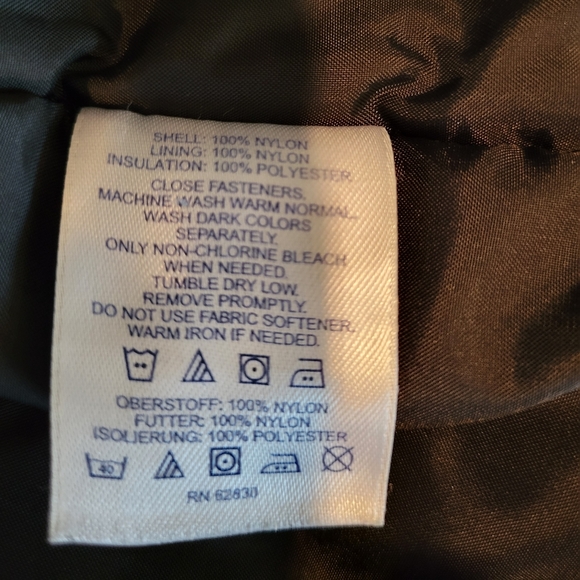 SHELL: 100% NYLON
LINING: 100% NYLON
INSULATION: 100% POLYESTER
CLOSE FASTENERS.
MACHINE WASH WARM NORMAL.
WASH DARK COLORS
SEPARATELY.
ONLY NON-CHLORINE BLEACH
WHEN NEEDED.
TUMBLE DRY LOW.
REMOVE PROMPTLY.
DO NOT USE FABRIC SOFTENER.
WARM IRON IF NEEDED.
OBERSTOFF: 100% NYLON
FUTTER: 100% NYLON
ISOLIERUNG: 100% POLYESTER
40
RN 62830